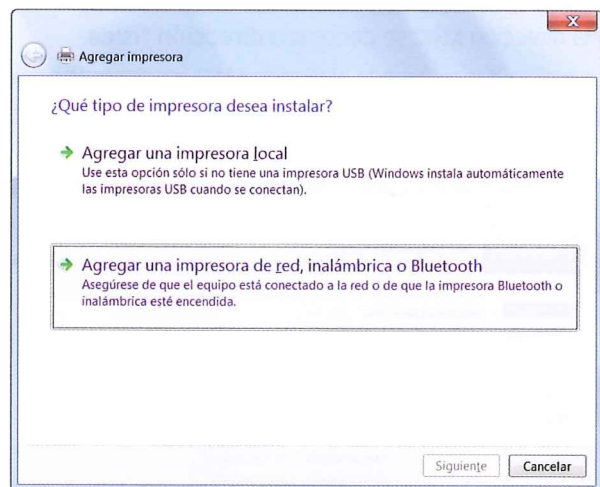 Agregar impresora
¿Qué tipo de impresora desea instalar?
Agregar una impresora local
Use esta opción sólo si no tiene una impresora USB (Windows instala automáticamente
las impresoras USB cuando se conectan).
Agregar una impresora de red, inalámbrica o Bluetooth
Asegúrese de que el equipo está conectado a la red o de que la impresora Bluetooth o
inalámbrica esté encendida.
Siguiente
Cancelar